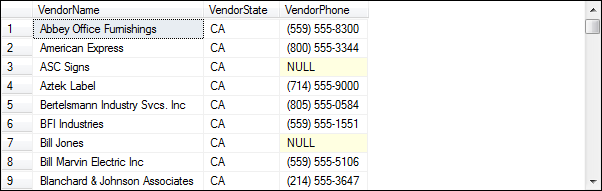 VendorName VendorState VendorPhone
1 Abbey Office Furnishings CA (559) 555-8300
2 American Express CA (800) 555-3344
3 ASC Signs CA NULL
4 Aztek Label CA (714) 555-9000
5 Bertelsmann Industry Svcs. Inc CA (805) 555-0584
6 BFI Industries CA (559) 555-1551
7 Bill Jones CA NULL
8 Bill Marvin Electric Inc CA (559) 555-5106
9 Blanchard & Johnson Associates CA (214) 555-3647